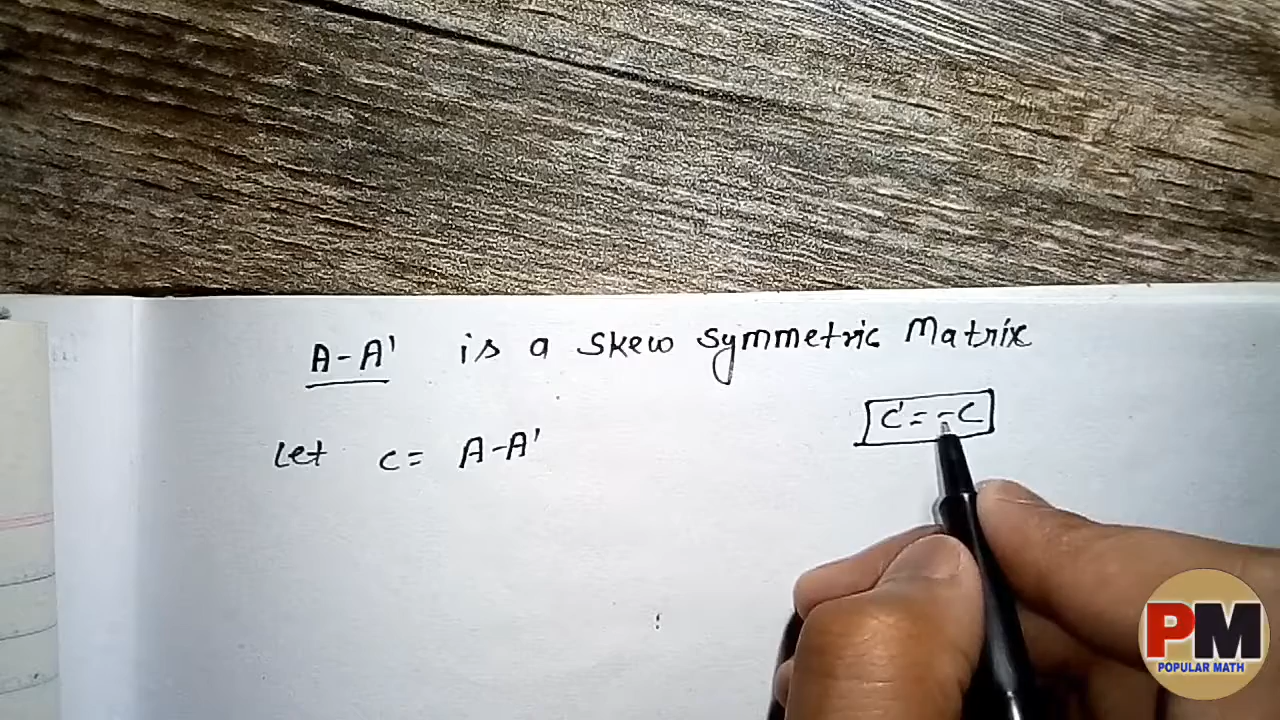 A-A' is a skew symmetric Matrix
C' = -C
Let C = A-A'
PM
POPULAR MATH